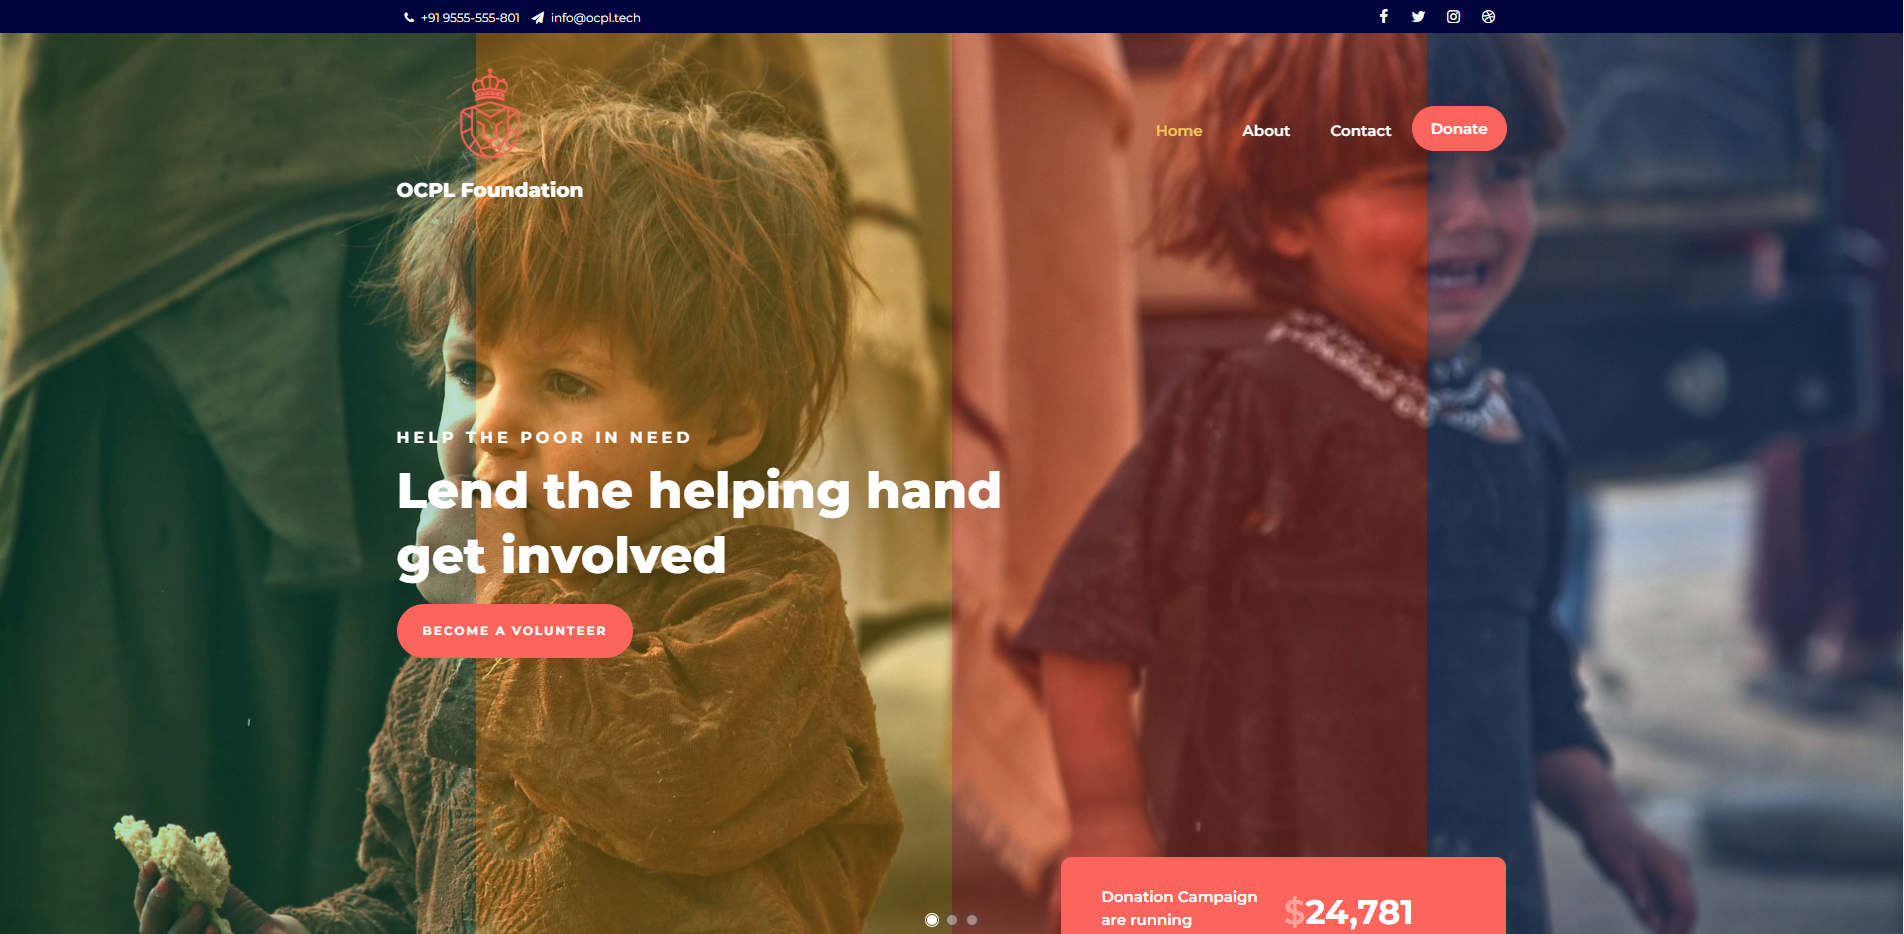 +91 9555-555-801 info@ocpl.tech
OCPL Foundation
Home About Contact Donate
HELP THE POOR IN NEED
Lend the helping hand
get involved
BECOME A VOLUNTEER
Donation Campaign
are running
$24,781